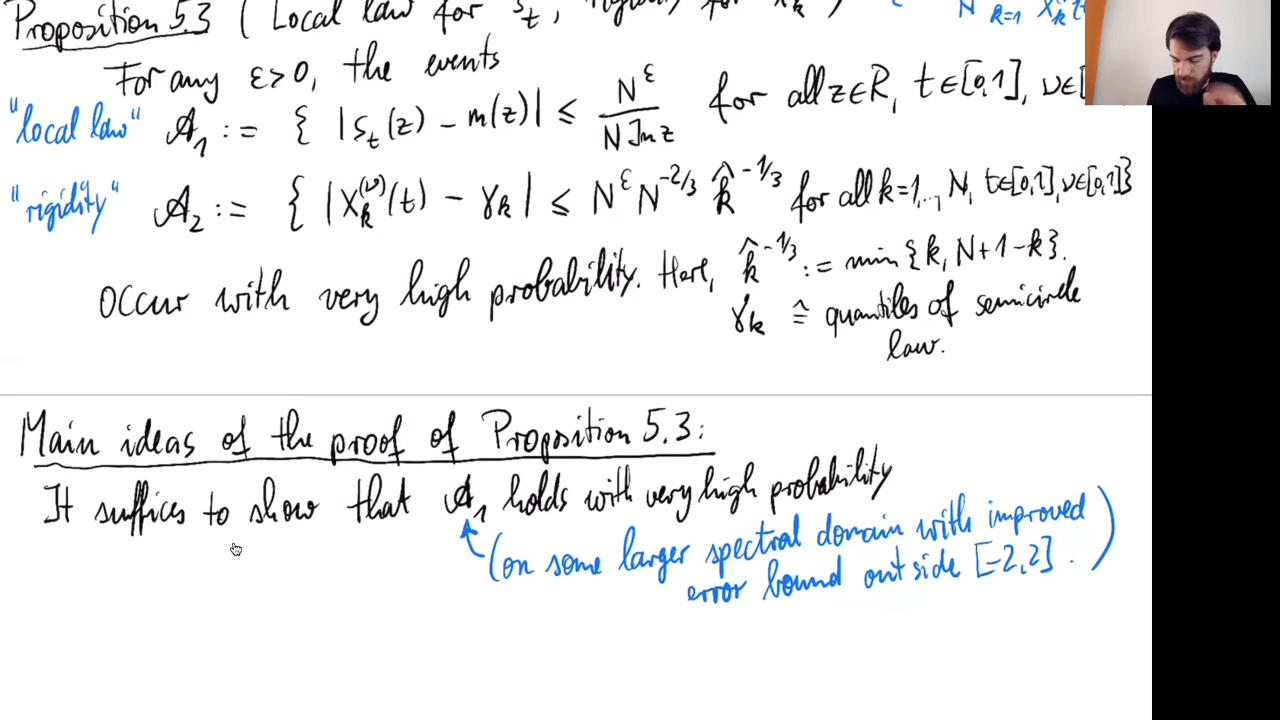 Proposition 5.3 (Local law for s_t, rigidity for x_k)
N k=1 x_k
For any ε>0, the events
"local law" 𝒜_1 := { |s_t(z) - m(z)| ≤ N^ε / (N Im z) for all z∈R, t∈[0,1], ν∈[
"rigidity" 𝒜_2 := { |x_k^(ν)(t) - γ_k| ≤ N^ε N^{-2/3} k̂^{-1/3} for all k=1,..,N, t∈[0,1], ν∈[0,1]}
occur with very high probability. Here, k̂^{-1/3} := min{k, N+1-k}.
γ_k ≙ quantiles of semicircle
law.
Main ideas of the proof of Proposition 5.3:
It suffices to show that 𝒜_1 holds with very high probability
(on some larger spectral domain with improved
error bound outside [-2,2].)